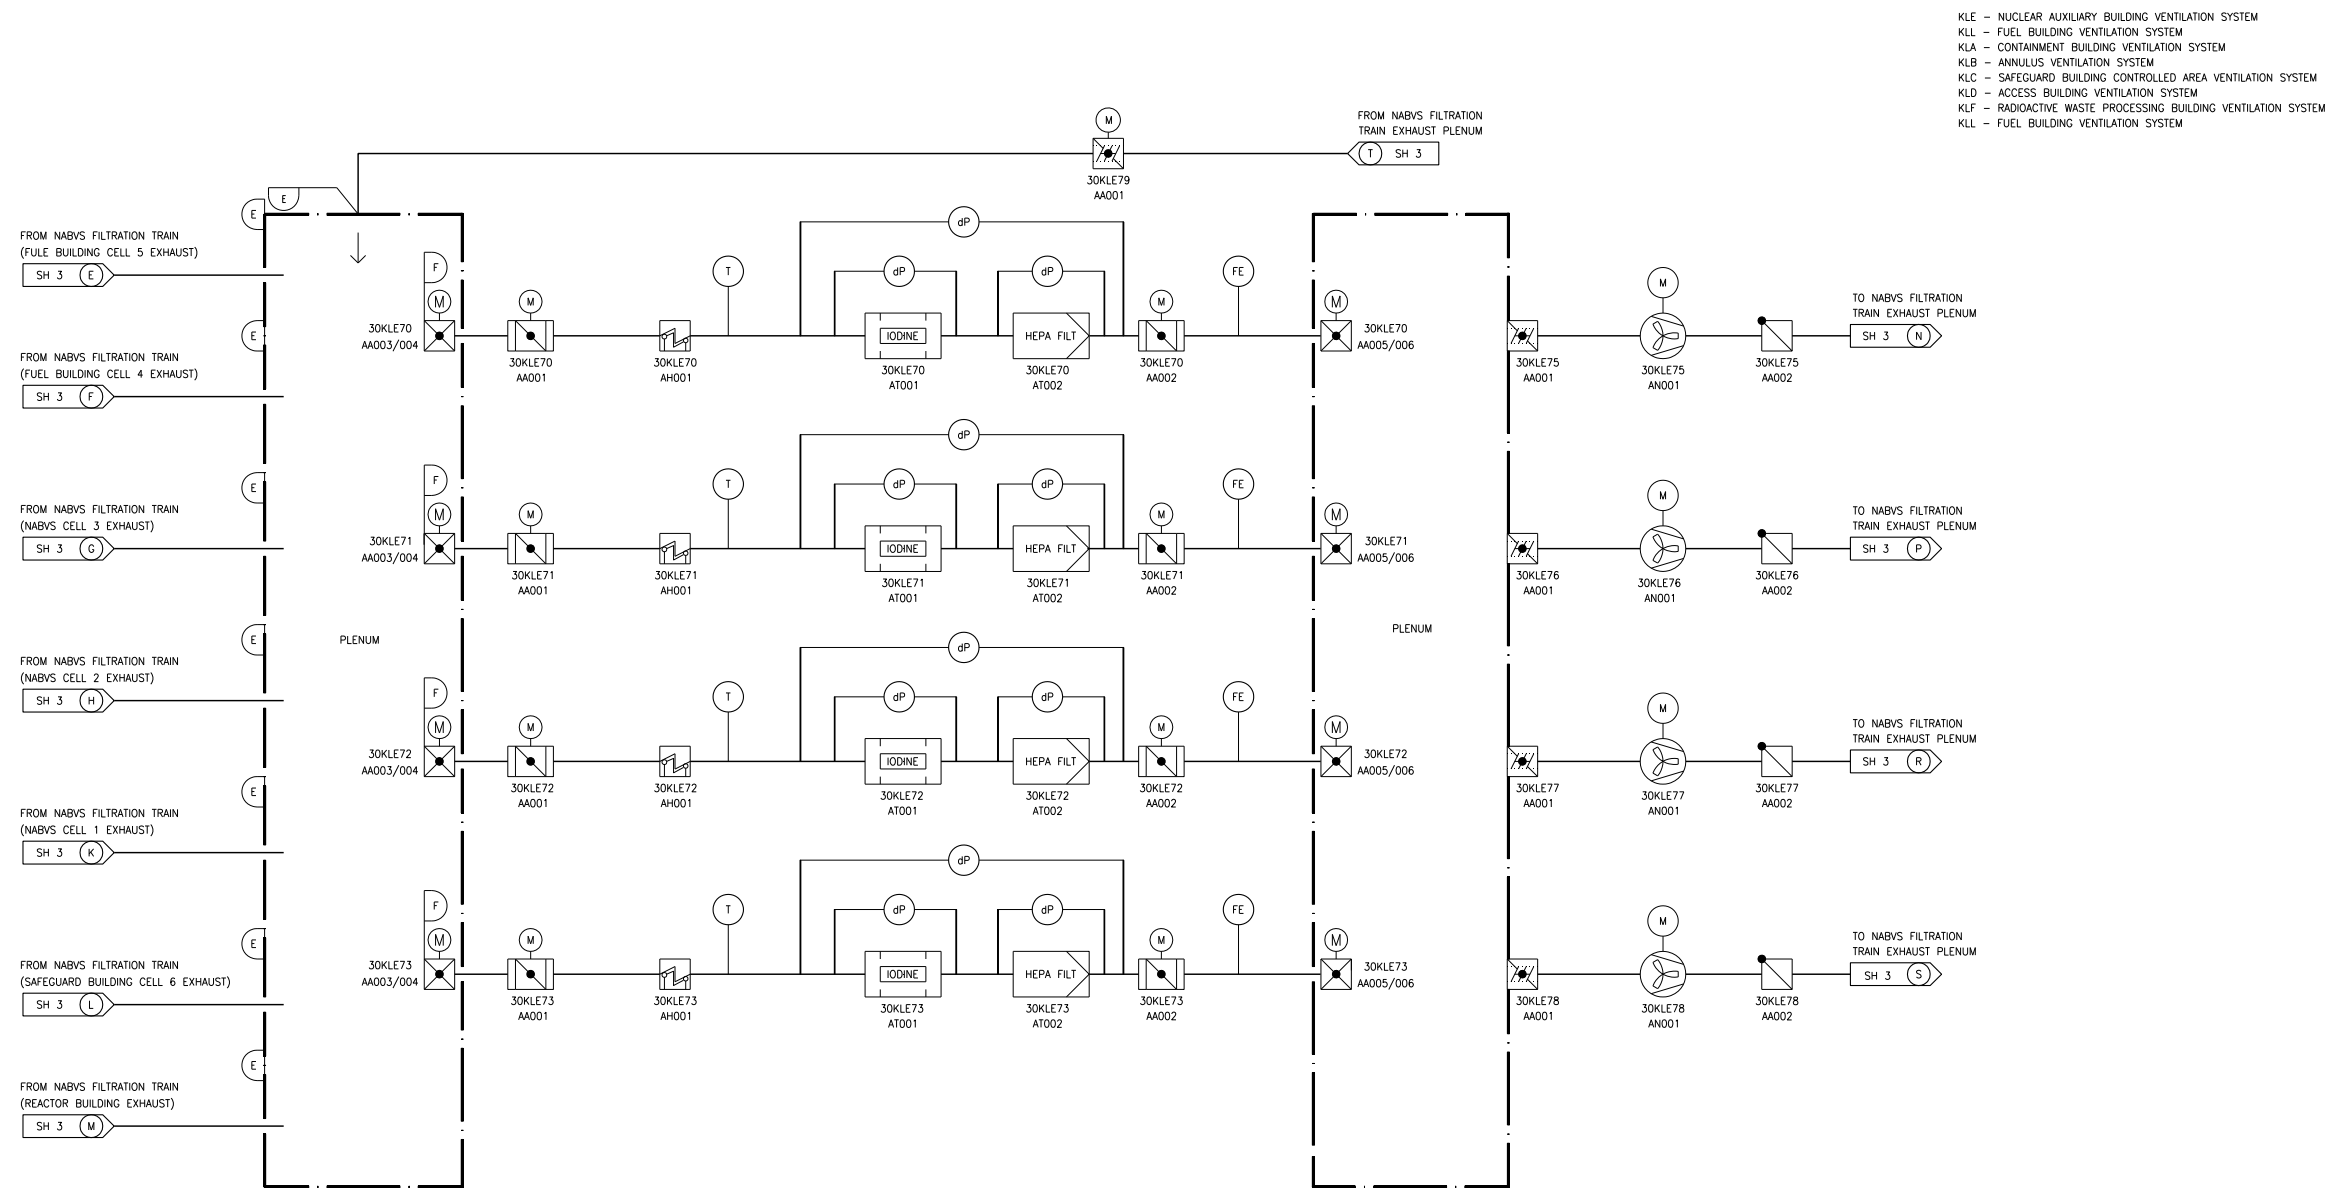 KLE – NUCLEAR AUXILIARY BUILDING VENTILATION SYSTEM
KLL – FUEL BUILDING VENTILATION SYSTEM
KLA – CONTAINMENT BUILDING VENTILATION SYSTEM
KLB – ANNULUS VENTILATION SYSTEM
KLC – SAFEGUARD BUILDING CONTROLLED AREA VENTILATION SYSTEM
KLD – ACCESS BUILDING VENTILATION SYSTEM
KLF – RADIOACTIVE WASTE PROCESSING BUILDING VENTILATION SYSTEM
KLL – FUEL BUILDING VENTILATION SYSTEM
FROM NABVS FILTRATION
TRAIN EXHAUST PLENUM
T SH 3
M
30KLE79
AA001
E
E
FROM NABVS FILTRATION TRAIN
(FULE BUILDING CELL 5 EXHAUST)
SH 3 E
E
FROM NABVS FILTRATION TRAIN
(FUEL BUILDING CELL 4 EXHAUST)
SH 3 F
E
FROM NABVS FILTRATION TRAIN
(NABVS CELL 3 EXHAUST)
SH 3 G
E
FROM NABVS FILTRATION TRAIN
(NABVS CELL 2 EXHAUST)
SH 3 H
E
FROM NABVS FILTRATION TRAIN
(NABVS CELL 1 EXHAUST)
SH 3 K
E
FROM NABVS FILTRATION TRAIN
(SAFEGUARD BUILDING CELL 6 EXHAUST)
SH 3 L
E
FROM NABVS FILTRATION TRAIN
(REACTOR BUILDING EXHAUST)
SH 3 M
PLENUM
PLENUM
dP
F T dP dP FE M
M M M M
30KLE70
AA003/004
IODINE
HEPA FILT
30KLE70
AA005/006
30KLE70
AA001
30KLE70
AH001
30KLE70
AT001
30KLE70
AT002
30KLE70
AA002
30KLE75
AA001
30KLE75
AN001
30KLE75
AA002
TO NABVS FILTRATION
TRAIN EXHAUST PLENUM
SH 3 N
dP
F T dP dP FE M
M M M M
30KLE71
AA003/004
IODINE
HEPA FILT
30KLE71
AA005/006
30KLE71
AA001
30KLE71
AH001
30KLE71
AT001
30KLE71
AT002
30KLE71
AA002
30KLE76
AA001
30KLE76
AN001
30KLE76
AA002
TO NABVS FILTRATION
TRAIN EXHAUST PLENUM
SH 3 P
dP
F T dP dP FE M
M M M M
30KLE72
AA003/004
IODINE
HEPA FILT
30KLE72
AA005/006
30KLE72
AA001
30KLE72
AH001
30KLE72
AT001
30KLE72
AT002
30KLE72
AA002
30KLE77
AA001
30KLE77
AN001
30KLE77
AA002
TO NABVS FILTRATION
TRAIN EXHAUST PLENUM
SH 3 R
dP
F T dP dP FE M
M M M M
30KLE73
AA003/004
IODINE
HEPA FILT
30KLE73
AA005/006
30KLE73
AA001
30KLE73
AH001
30KLE73
AT001
30KLE73
AT002
30KLE73
AA002
30KLE78
AA001
30KLE78
AN001
30KLE78
AA002
TO NABVS FILTRATION
TRAIN EXHAUST PLENUM
SH 3 S